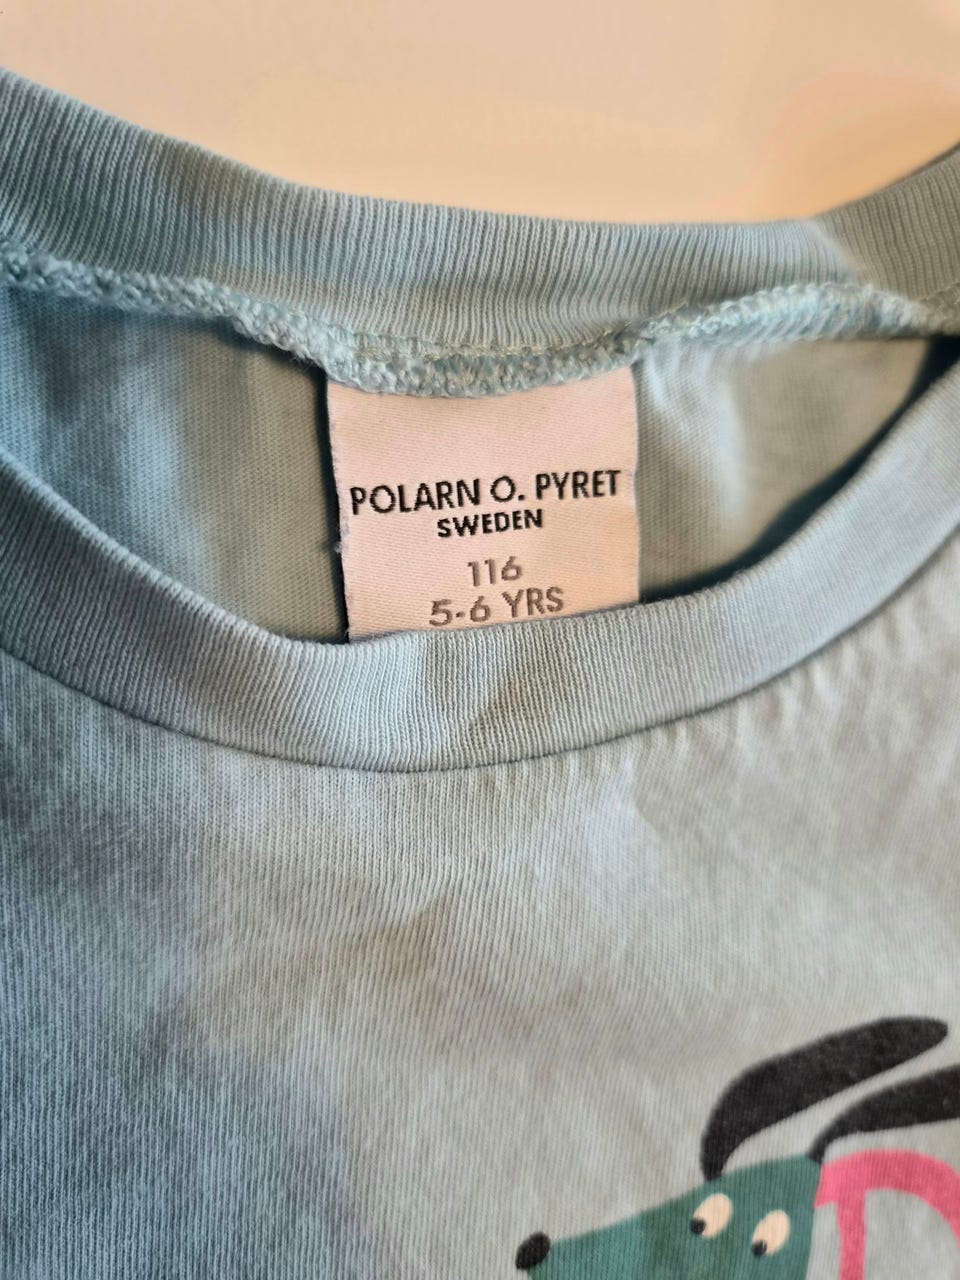 POLARN O. PYRET
SWEDEN
116
5-6 YRS